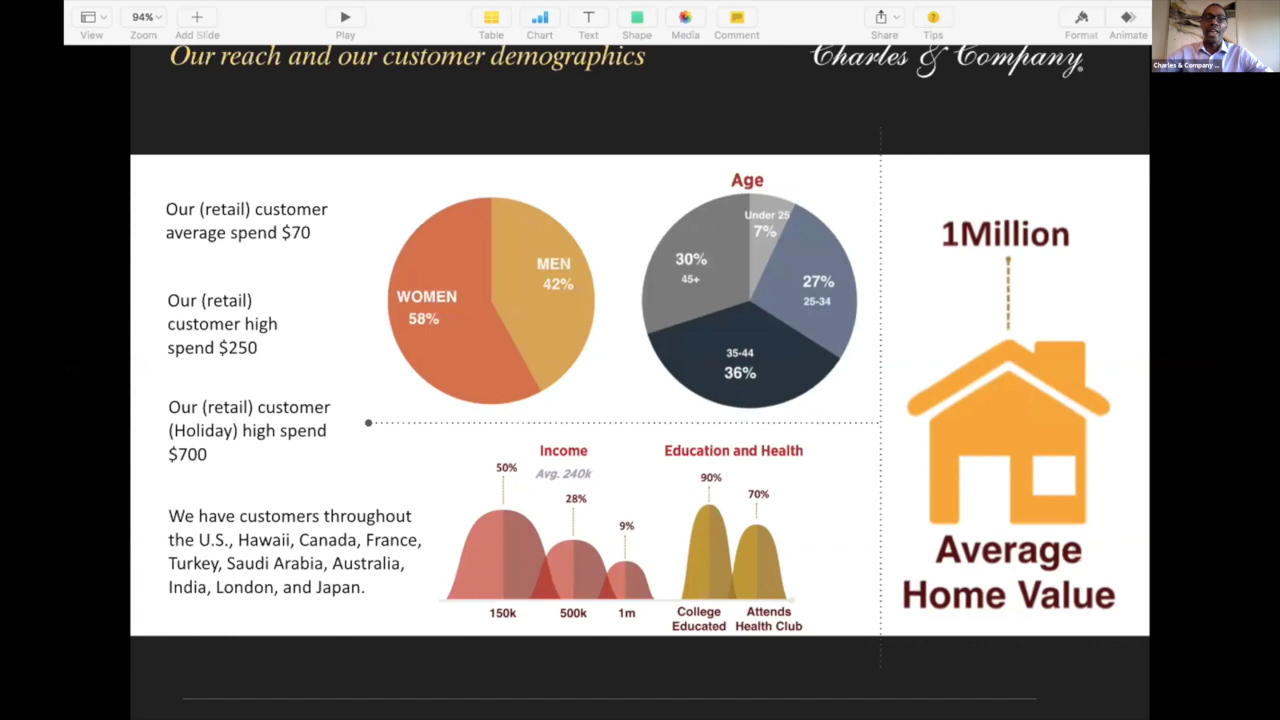 94%
View
Zoom
Add Slide
Play
Table
Chart
Text
Shape
Media
Comment
Share
Tips
Format
Animate
Charles & Company ...
Our reach and our customer demographics
Charles & Company
Our (retail) customer
average spend $70
Our (retail)
customer high
spend $250
Our (retail) customer
(Holiday) high spend
$700
We have customers throughout
the U.S., Hawaii, Canada, France,
Turkey, Saudi Arabia, Australia,
India, London, and Japan.
MEN
42%
WOMEN
58%
Age
Under 25
7%
30%
45+
27%
25-34
35-44
36%
Income
Avg. 240k
50%
28%
9%
150k
500k
1m
Education and Health
90%
70%
College
Educated
Attends
Health Club
1Million
Average
Home Value